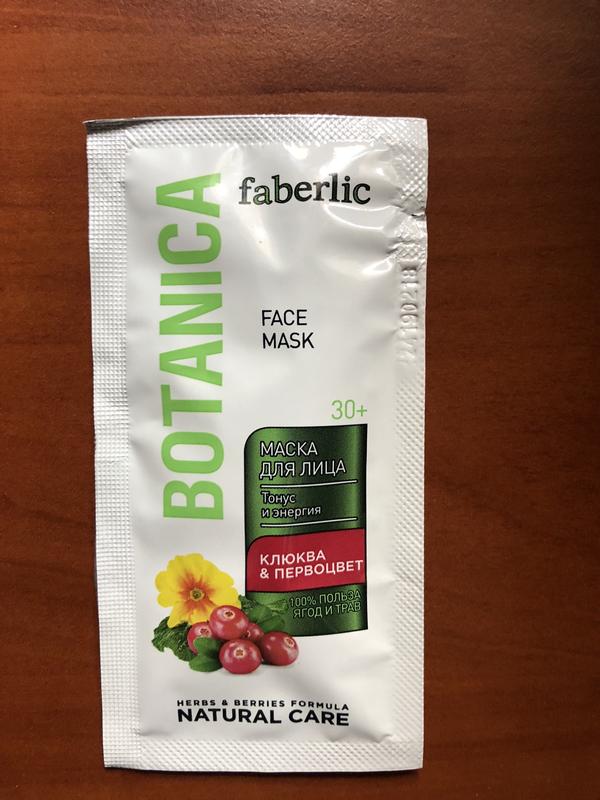 faberlic
BOTANICA
FACE
MASK
30+
МАСКА
ДЛЯ ЛИЦА
Тонус
и энергия
КЛЮКВА
& ПЕРВОЦВЕТ
100% ПОЛЬЗА
ЯГОД И ТРАВ
HERBS & BERRIES FORMULA
NATURAL CARE